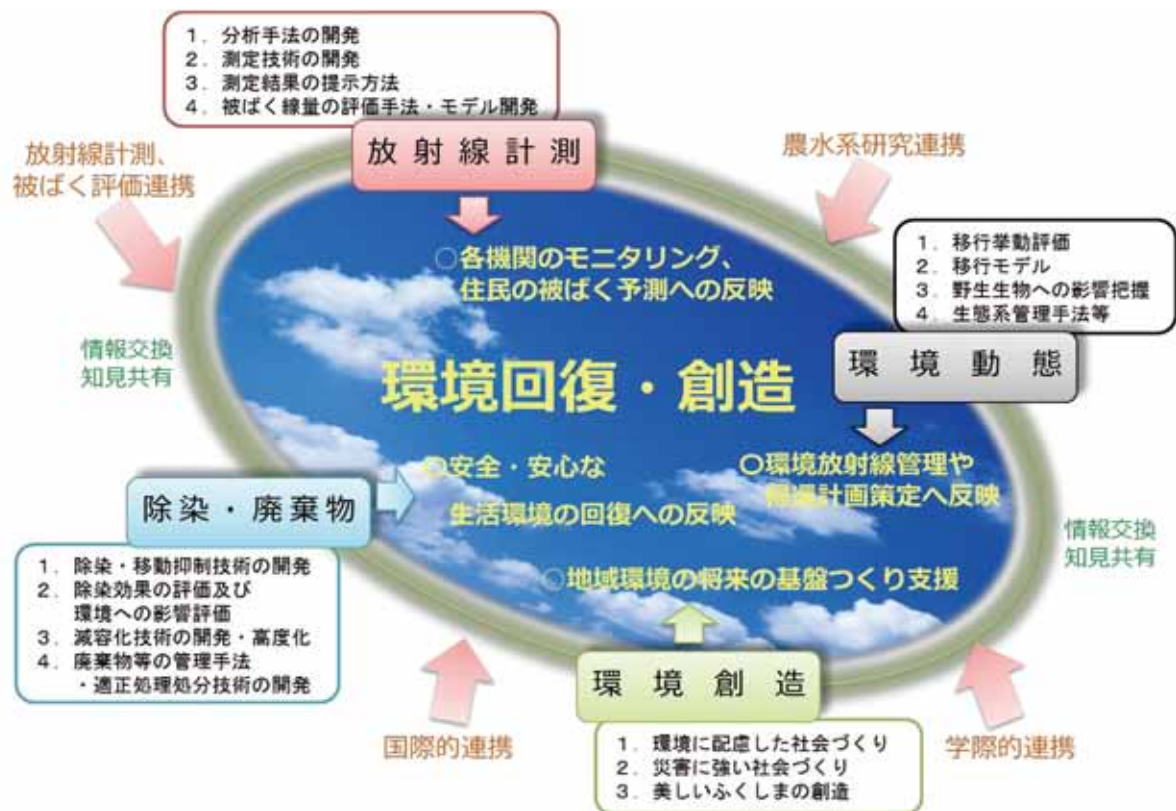 1. 分析手法の開発
2. 測定技術の開発
3. 測定結果の提示方法
4. 被ばく線量の評価手法・モデル開発
放射線計測
放射線計測、
被ばく評価連携
農水系研究連携
○各機関のモニタリング、
住民の被ばく予測への反映
1. 移行挙動評価
2. 移行モデル
3. 野生生物への影響把握
4. 生態系管理手法等
環境動態
情報交換
知見共有
環境回復・創造
○安全・安心な
生活環境の回復への反映
○環境放射線管理や
帰還計画策定へ反映
除染・廃棄物
1. 除染・移動抑制技術の開発
2. 除染効果の評価及び
環境への影響評価
3. 減容化技術の開発・高度化
4. 廃棄物等の管理手法
・適正処理処分技術の開発
情報交換
知見共有
○地域環境の将来の基盤つくり支援
環境創造
1. 環境に配慮した社会づくり
2. 災害に強い社会づくり
3. 美しいふくしまの創造
国際的連携
学際的連携